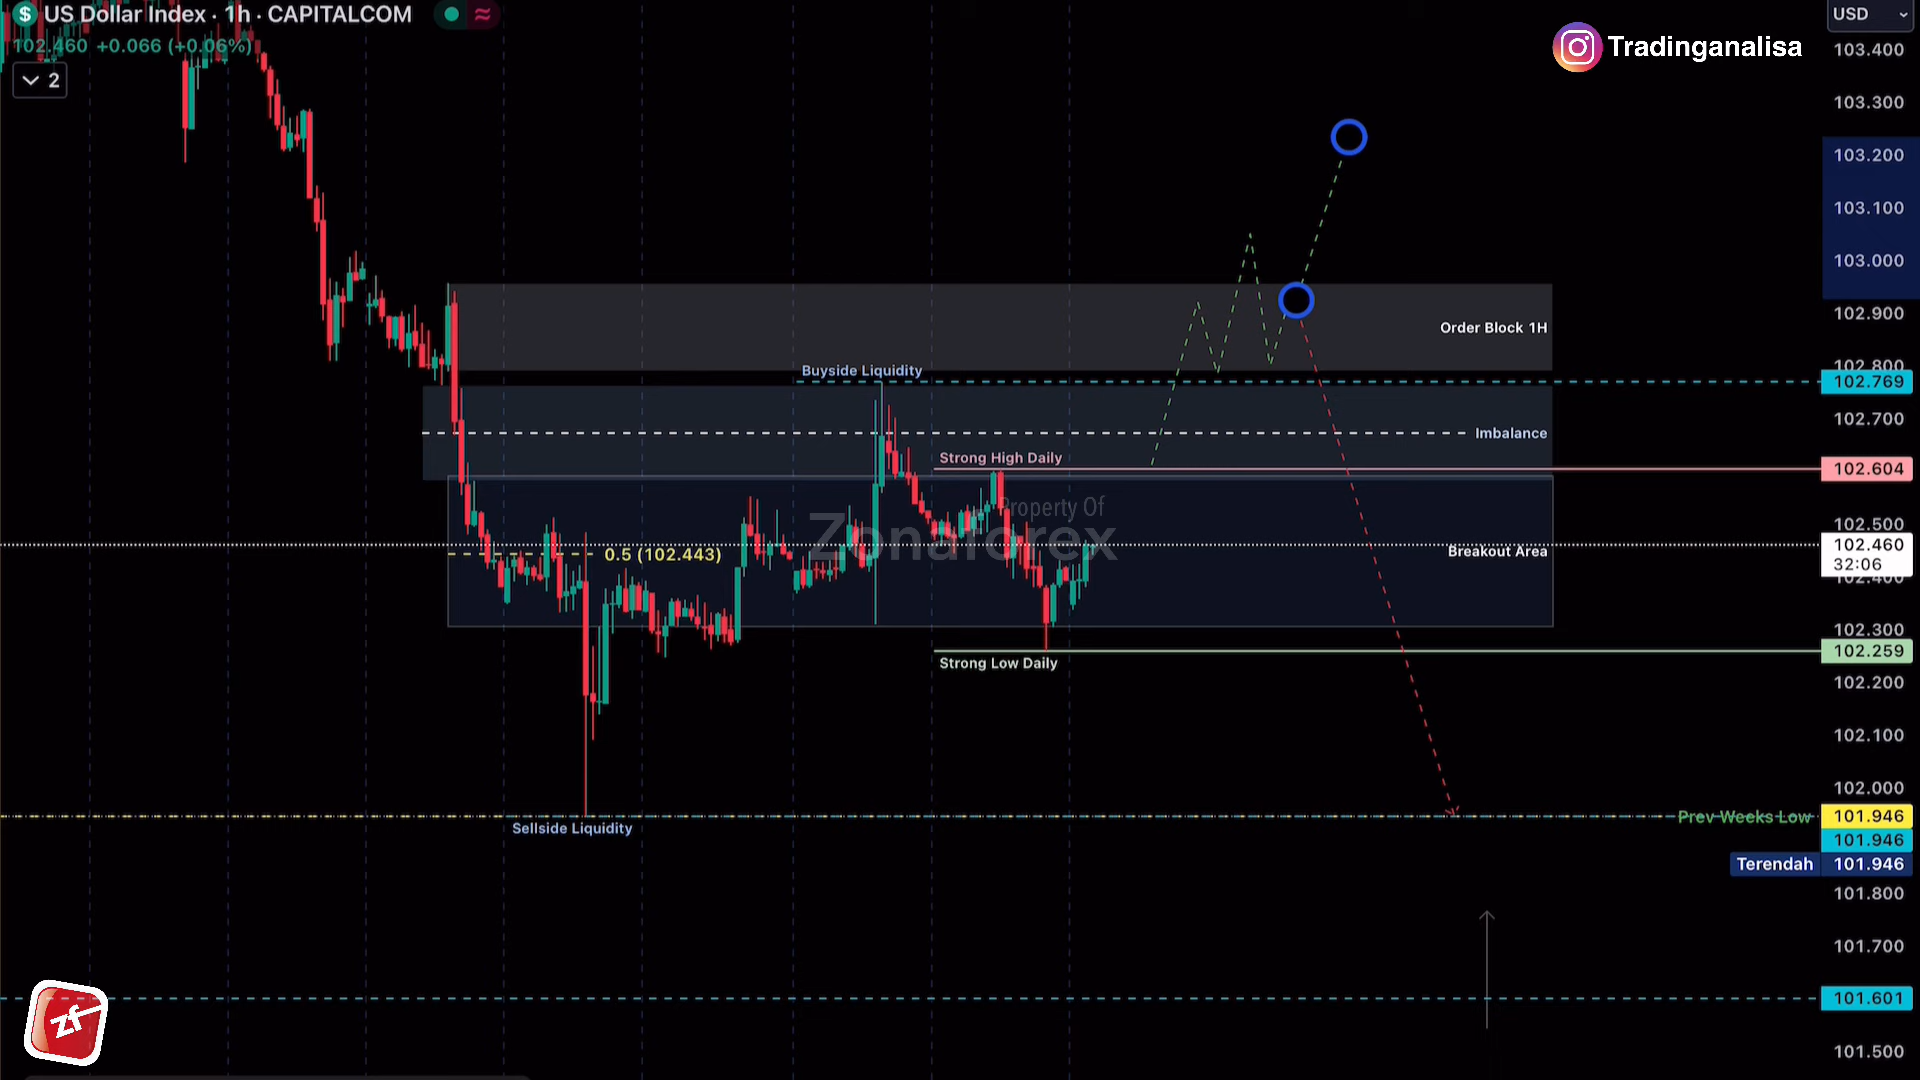 $ US Dollar Index · 1h · CAPITALCOM
102.460 +0.066 (+0.06%)
2
USD
Tradinganalisa
103.400
103.300
103.200
103.100
103.000
102.900
Order Block 1H
102.800
Buyside Liquidity
102.769
102.700
Imbalance
Strong High Daily
102.604
Property Of
Zonaforex
102.500
102.460
32:06
0.5 (102.443)
Breakout Area
102.400
102.300
102.259
Strong Low Daily
102.200
102.100
102.000
Prev Weeks Low
101.946
Sellside Liquidity
101.946
Terendah 101.946
101.800
101.700
101.601
101.500
zf